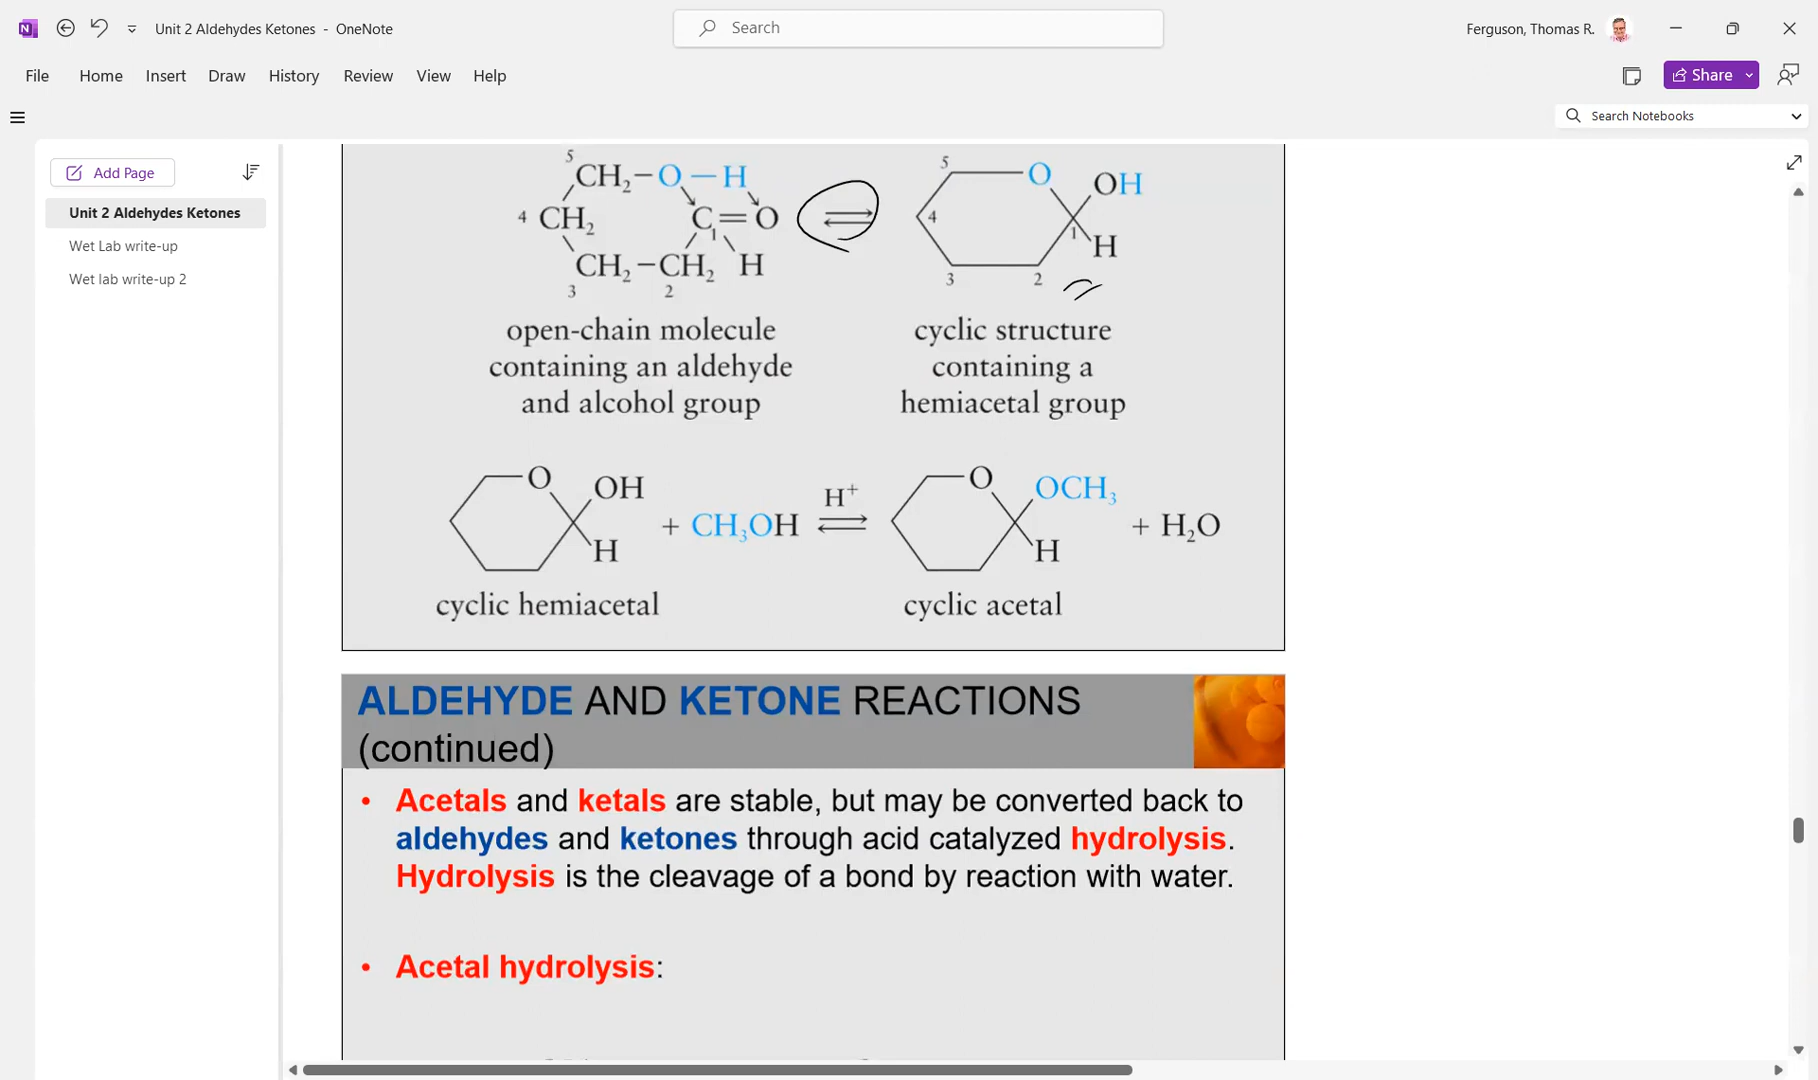 Unit 2 Aldehydes Ketones - OneNote
Search
Ferguson, Thomas R.
File Home Insert Draw History Review View Help
Share
Search Notebooks
Add Page
Unit 2 Aldehydes Ketones
Wet Lab write-up
Wet lab write-up 2
5
CH₂–O–H
4 CH₂ C=O
1
CH₂–CH₂ H
3 2
5 O OH
4
1 H
3 2
open-chain molecule
containing an aldehyde
and alcohol group
cyclic structure
containing a
hemiacetal group
O OH
H
+ CH₃OH
H⁺
O OCH₃
H
+ H₂O
cyclic hemiacetal
cyclic acetal
ALDEHYDE AND KETONE REACTIONS
(continued)
• Acetals and ketals are stable, but may be converted back to
aldehydes and ketones through acid catalyzed hydrolysis.
Hydrolysis is the cleavage of a bond by reaction with water.
• Acetal hydrolysis: